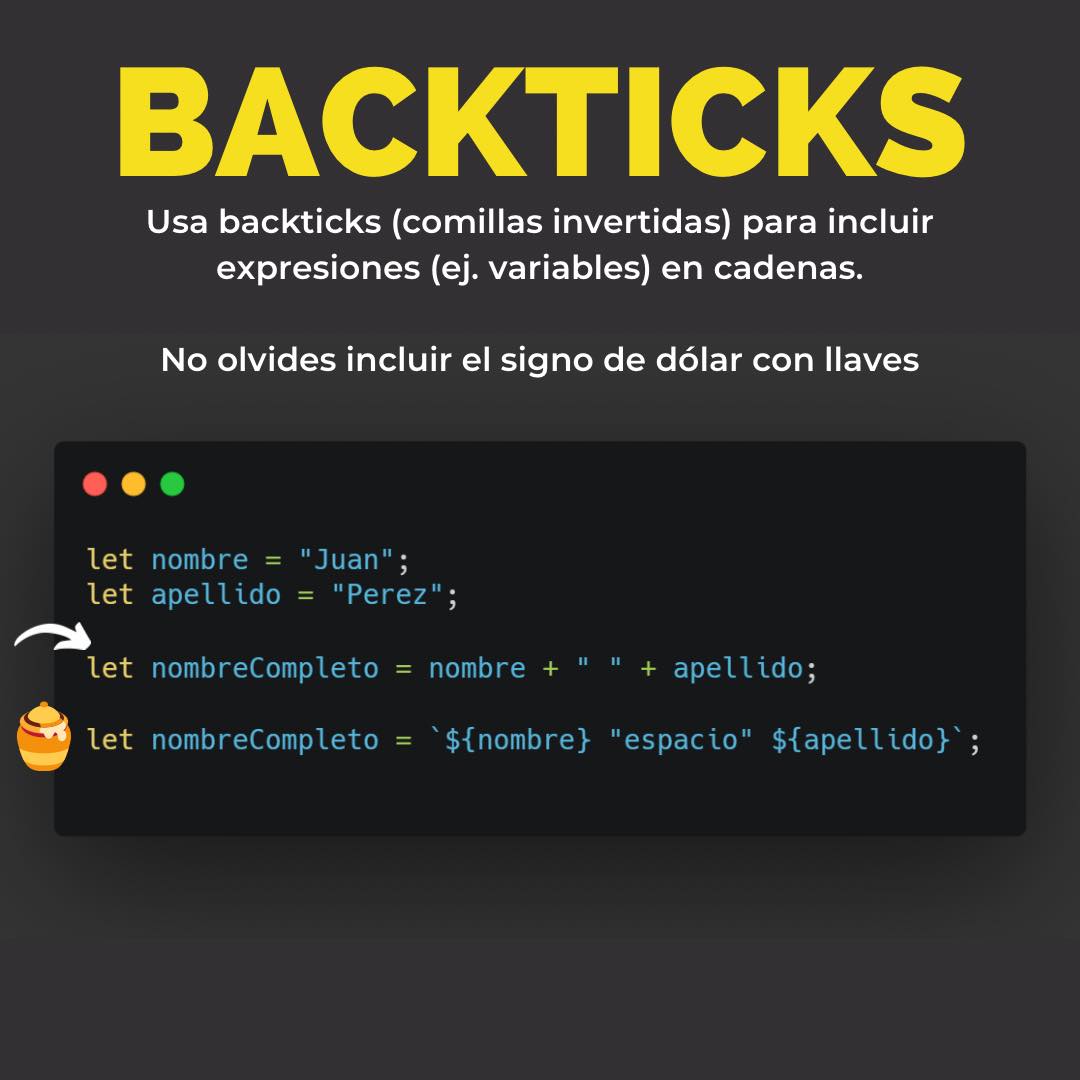 BACKTICKS
Usa backticks (comillas invertidas) para incluir
expresiones (ej. variables) en cadenas.
No olvides incluir el signo de dólar con llaves
let nombre = "Juan";
let apellido = "Perez";
let nombreCompleto = nombre + " " + apellido;
let nombreCompleto = `${nombre} "espacio" ${apellido}`;